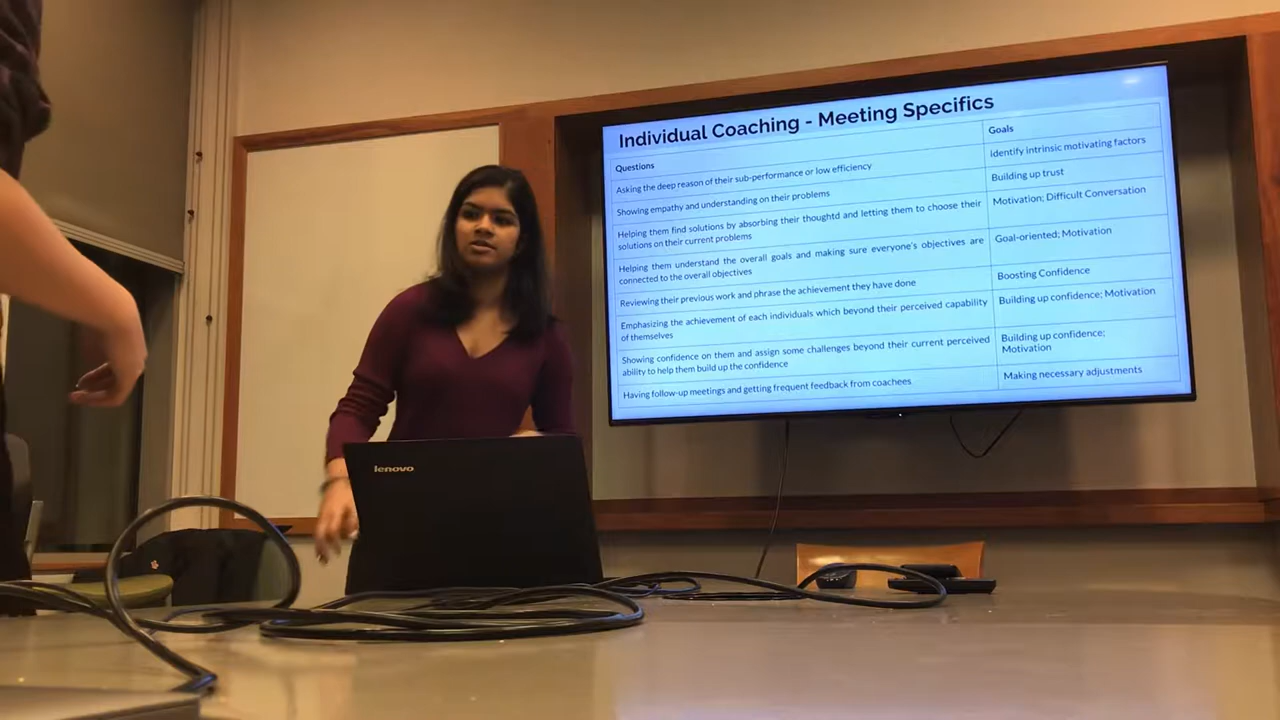 Individual Coaching - Meeting Specifics
Questions
Goals
Asking the deep reason of their sub-performance or low efficiency
Identify intrinsic motivating factors
Showing empathy and understanding on their problems
Building up trust
Helping them find solutions by absorbing their thoughtd and letting them to choose their
solutions on their current problems
Motivation; Difficult Conversation
Helping them understand the overall goals and making sure everyone's objectives are
connected to the overall objectives
Goal-oriented; Motivation
Reviewing their previous work and phrase the achievement they have done
Boosting Confidence
Emphasizing the achievement of each individuals which beyond their perceived capability
of themselves
Building up confidence; Motivation
Showing confidence on them and assign some challenges beyond their current perceived
ability to help them build up the confidence
Building up confidence;
Motivation
Having follow-up meetings and getting frequent feedback from coachees
Making necessary adjustments
lenovo